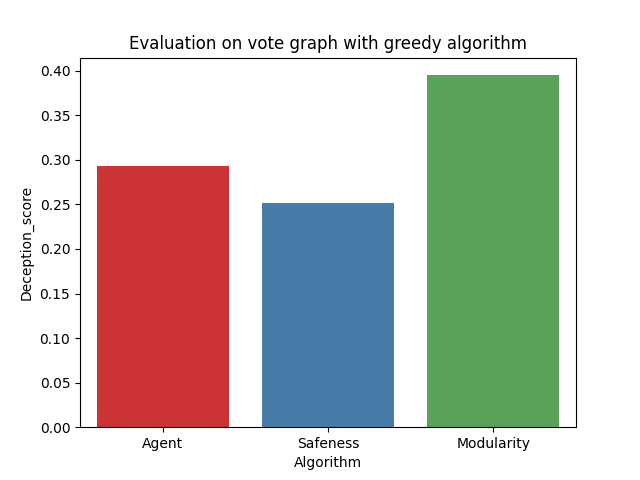 Evaluation on vote graph with greedy algorithm
0.40
0.35
0.30
0.25
0.20
0.15
0.10
0.05
0.00
Deception_score
Agent
Safeness
Modularity
Algorithm